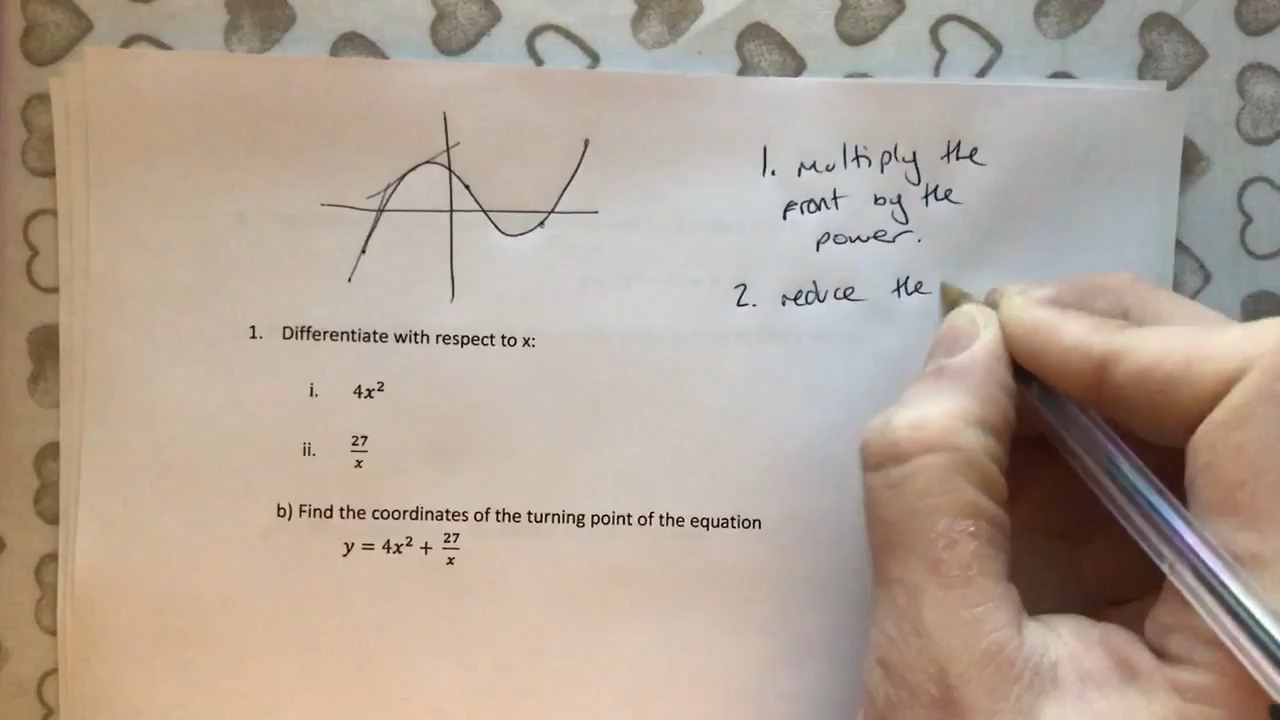 1. Multiply the
front by the
power.
2. reduce the
1. Differentiate with respect to x:
i. 4x²
ii. 27/x
b) Find the coordinates of the turning point of the equation
y = 4x² + 27/x